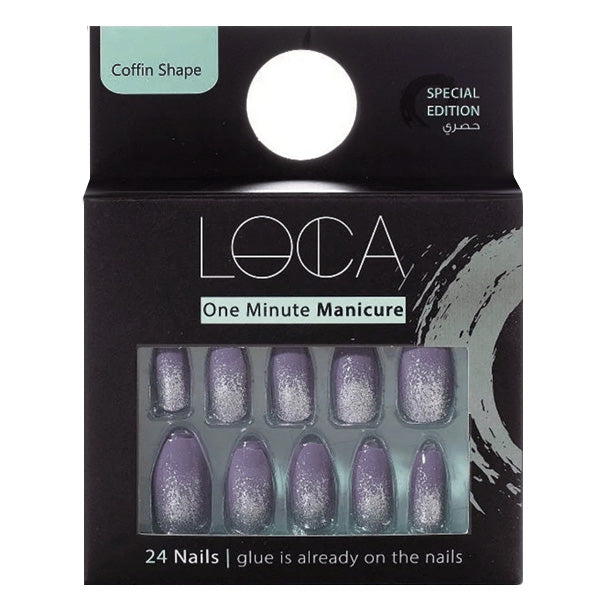 Coffin Shape
SPECIAL
EDITION
حصري
LOCA
One Minute Manicure
24 Nails | glue is already on the nails